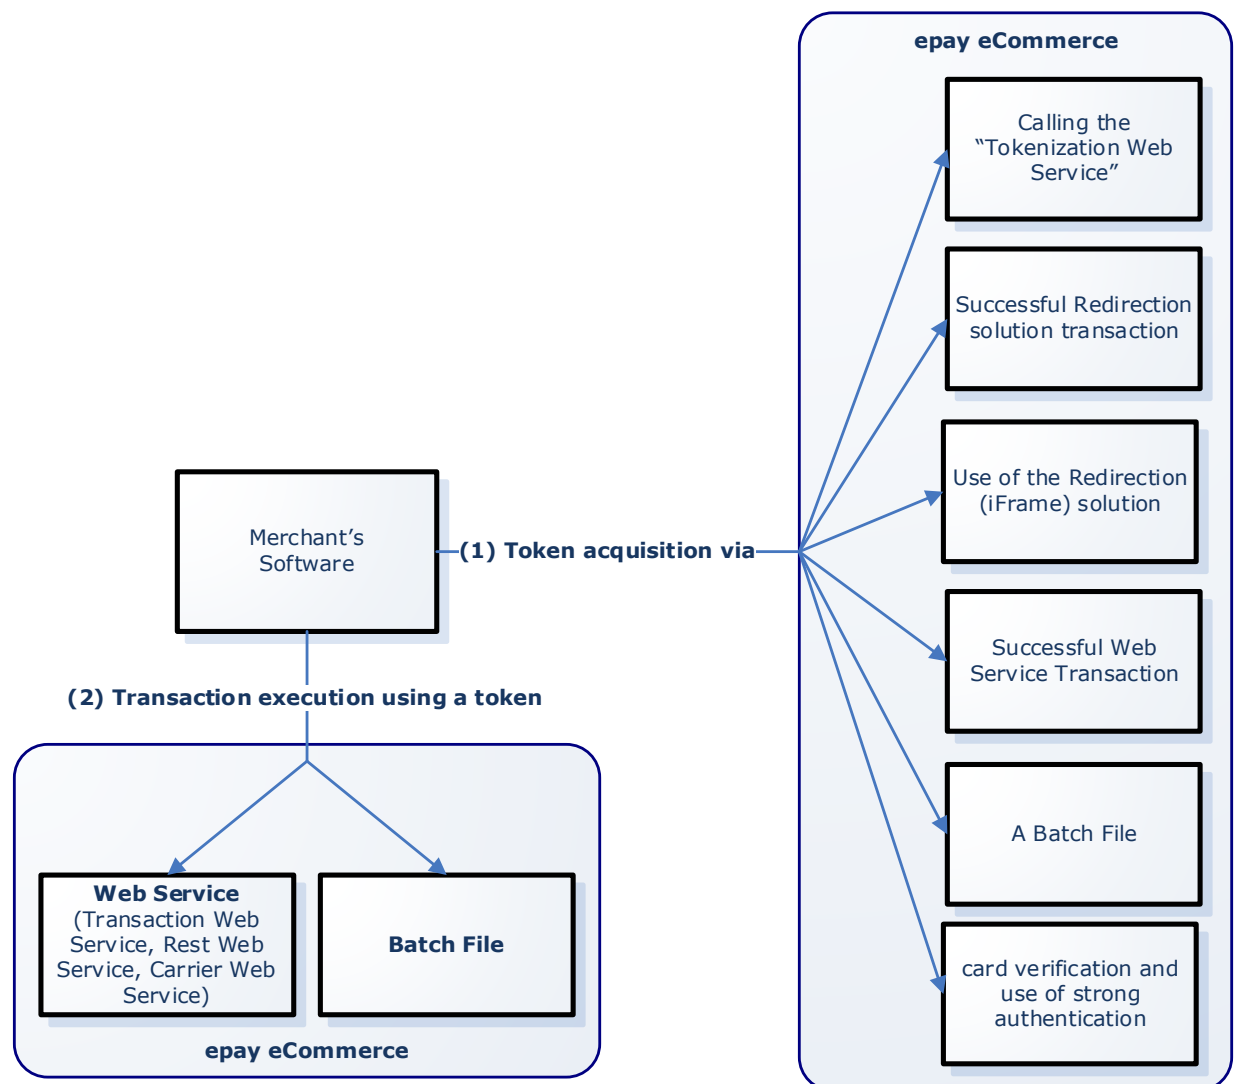 epay eCommerce
Calling the
“Tokenization Web
Service”
Successful Redirection
solution transaction
Use of the Redirection
(iFrame) solution
Merchant’s
Software
(1) Token acquisition via
Successful Web
Service Transaction
(2) Transaction execution using a token
A Batch File
Web Service
(Transaction Web
Service, Rest Web
Service, Carrier Web
Service)
Batch File
card verification and
use of strong
authentication
epay eCommerce